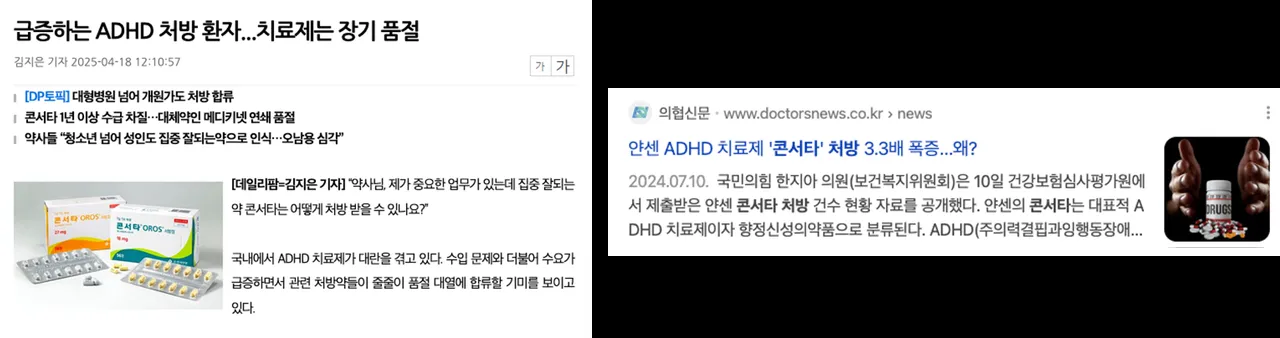 급증하는 ADHD 처방 환자...치료제는 장기 품절
김지은 기자 2025-04-18 12:10:57
가 가
[DP토픽] 대형병원 넘어 개원가도 처방 합류
콘서타 1년 이상 수급 차질…대체약인 메디키넷 연쇄 품절
약사들 “청소년 넘어 성인도 집중 잘되는약으로 인식…오남용 심각”
[데일리팜=김지은 기자] “약사님, 제가 중요한 업무가 있는데 집중 잘되는
약 콘서타는 어떻게 처방 받을 수 있나요?”
국내에서 ADHD 치료제가 대란을 겪고 있다. 수입 문제와 더불어 수요가
급증하면서 관련 처방약들이 줄줄이 품절 대열에 합류할 기미를 보이고
있다.
콘서타 OROS
27 mg
콘서타 OROS
18 mg
의협신문 · www.doctorsnews.co.kr › news
얀센 ADHD 치료제 '콘서타' 처방 3.3배 폭증...왜?
2024.07.10. 국민의힘 한지아 의원(보건복지위원회)은 10일 건강보험심사평가원에
서 제출받은 얀센 콘서타 처방 건수 현황 자료를 공개했다. 얀센의 콘서타는 대표적 A
DHD 치료제이자 향정신성의약품으로 분류된다. ADHD(주의력결핍과잉행동장애...
DRUGS